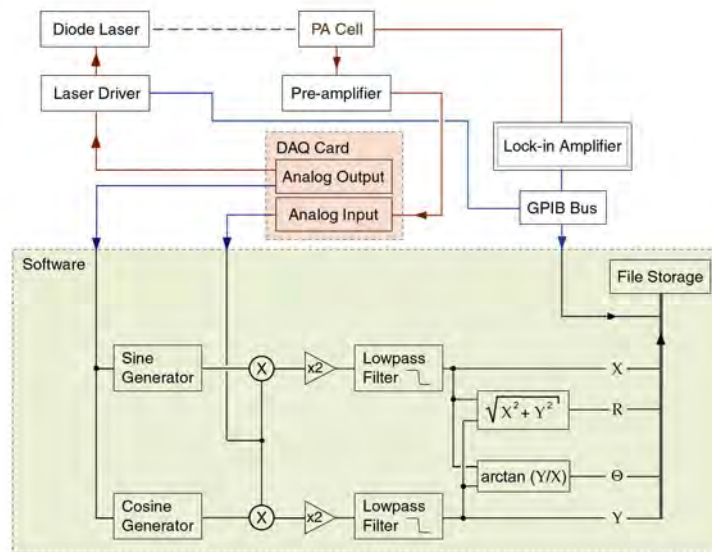 Diode Laser
PA Cell
Laser Driver
Pre-amplifier
DAQ Card
Analog Output
Analog Input
Lock-in Amplifier
GPIB Bus
Software
File Storage
Sine
Generator
X
x2
Lowpass
Filter
X
√X² + Y²
R
arctan (Y/X)
Θ
Cosine
Generator
X
x2
Lowpass
Filter
Y